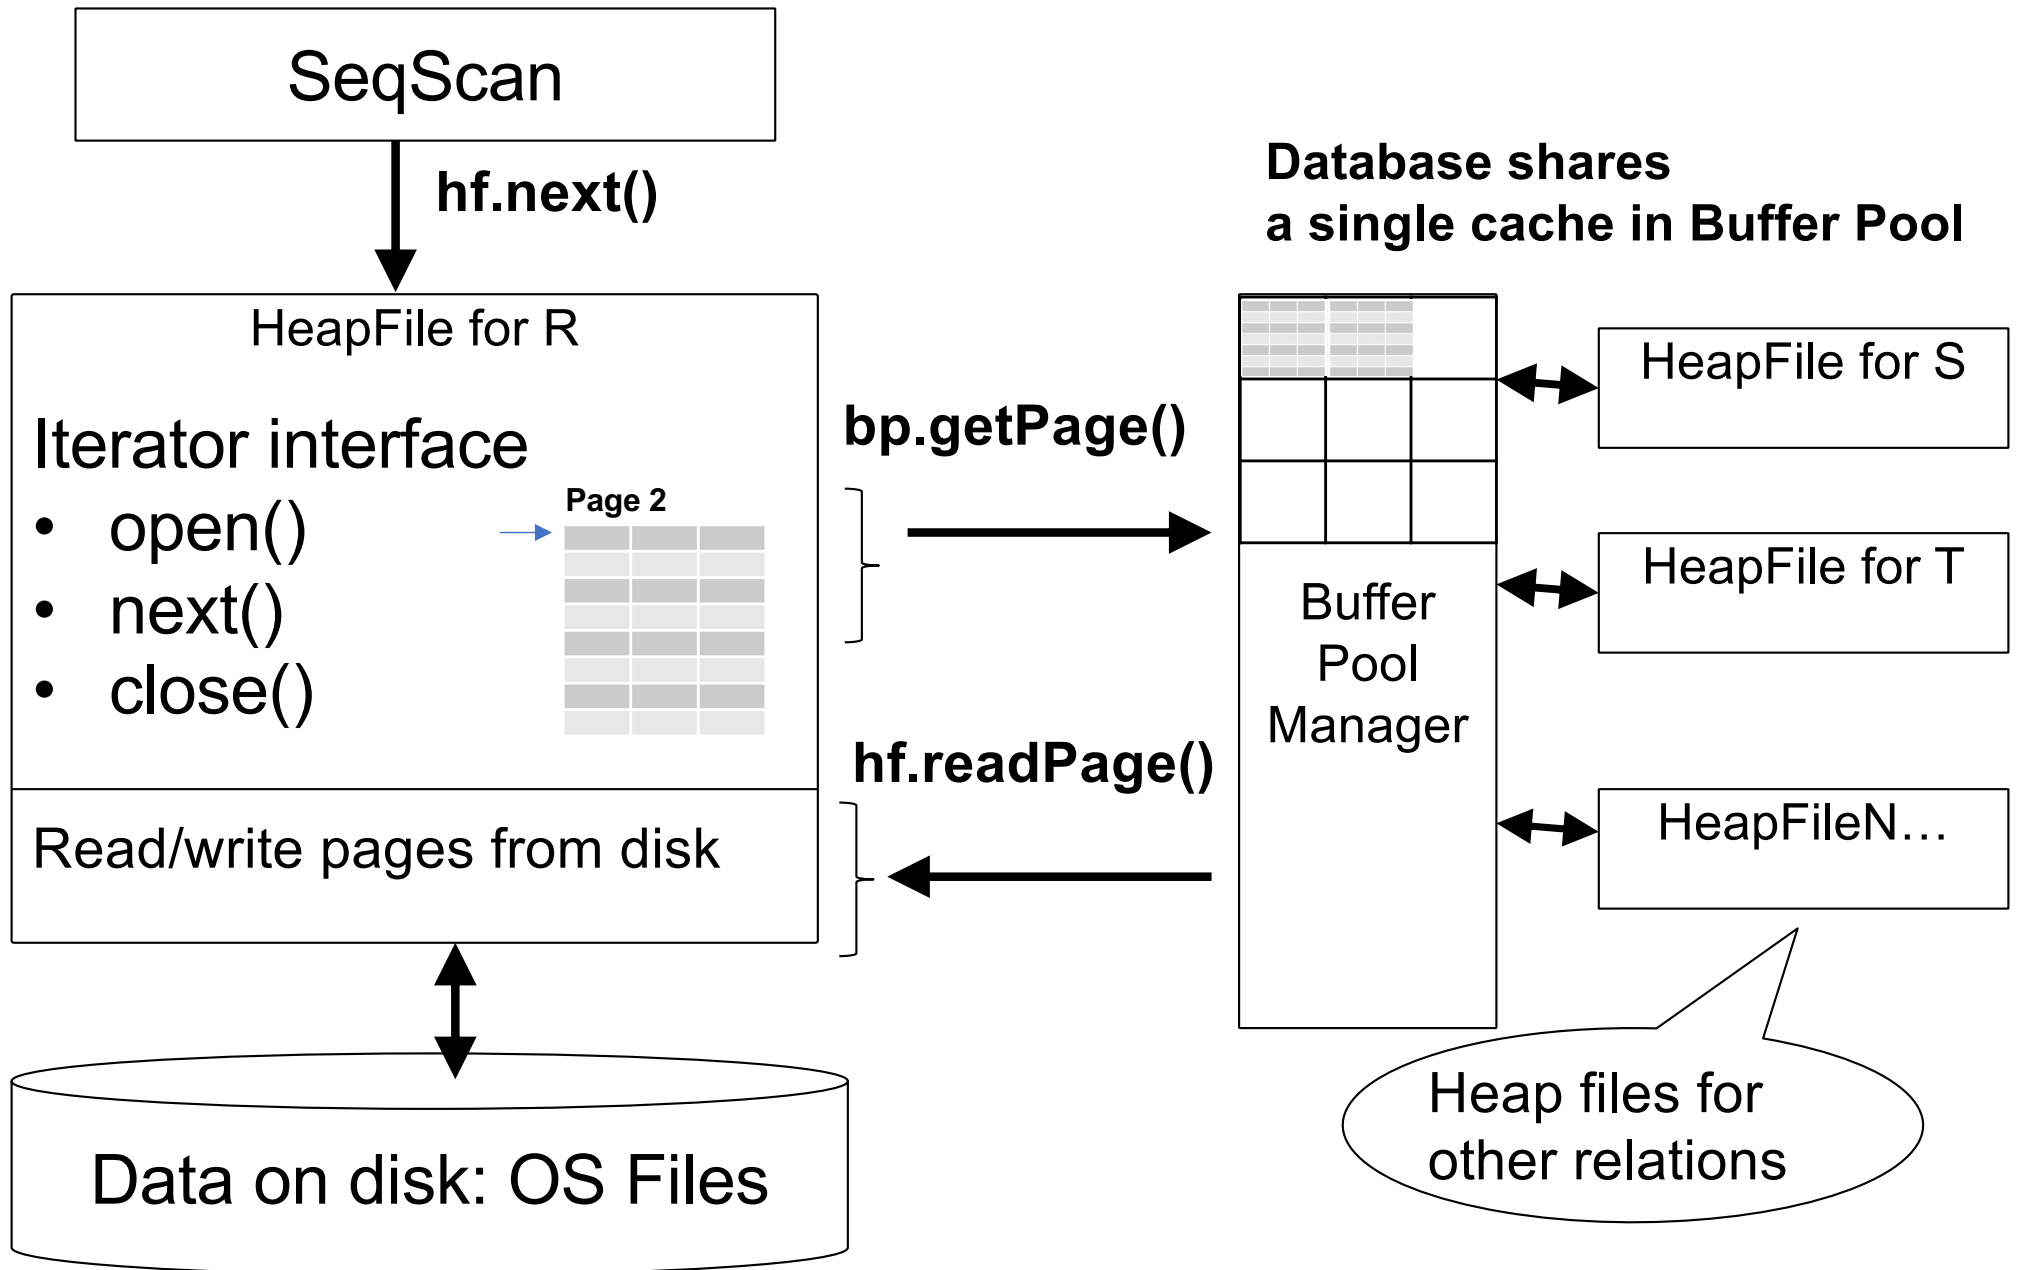 SeqScan
hf.next()
Database shares
a single cache in Buffer Pool
HeapFile for R
Iterator interface
• open()
• next()
• close()
Page 2
Read/write pages from disk
bp.getPage()
hf.readPage()
Buffer
Pool
Manager
HeapFile for S
HeapFile for T
HeapFileN…
Heap files for
other relations
Data on disk: OS Files